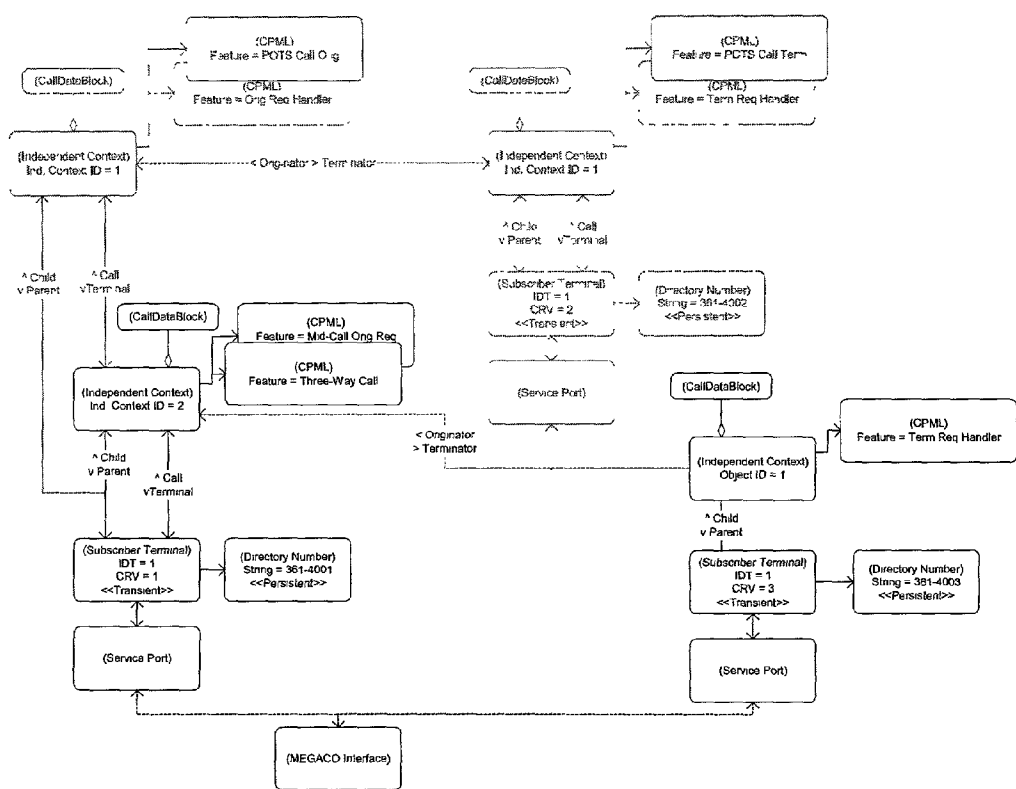 (CPML)
Feature = POTS Call Orig
(CallDataBlock)
(CPML)
Feature = Orig Req Handler
(Independent Context)
Ind. Context ID = 1
< Originator > Terminator
(CPML)
Feature = POTS Call Term
(CallDataBlock)
(CPML)
Feature = Term Req Handler
(Independent Context)
Ind. Context ID = 1
^ Child
v Parent
^ Call
vTerminal
^ Child
v Parent
^ Call
vTerminal
(Subscriber Terminal)
IDT = 1
CRV = 2
<<Transient>>
(Directory Number)
String = 361-4002
<<Persistent>>
(CallDataBlock)
(CPML)
Feature = Mid-Call Orig Req
(CPML)
Feature = Three-Way Call
(Independent Context)
Ind. Context ID = 2
(Service Port)
(CallDataBlock)
< Originator
> Terminator
(CPML)
Feature = Term Req Handler
(Independent Context)
Object ID = 1
^ Child
v Parent
^ Call
vTerminal
^ Child
v Parent
(Subscriber Terminal)
IDT = 1
CRV = 1
<<Transient>>
(Directory Number)
String = 361-4001
<<Persistent>>
(Subscriber Terminal)
IDT = 1
CRV = 3
<<Transient>>
(Directory Number)
String = 361-4003
<<Persistent>>
(Service Port)
(Service Port)
(MEGACO Interface)